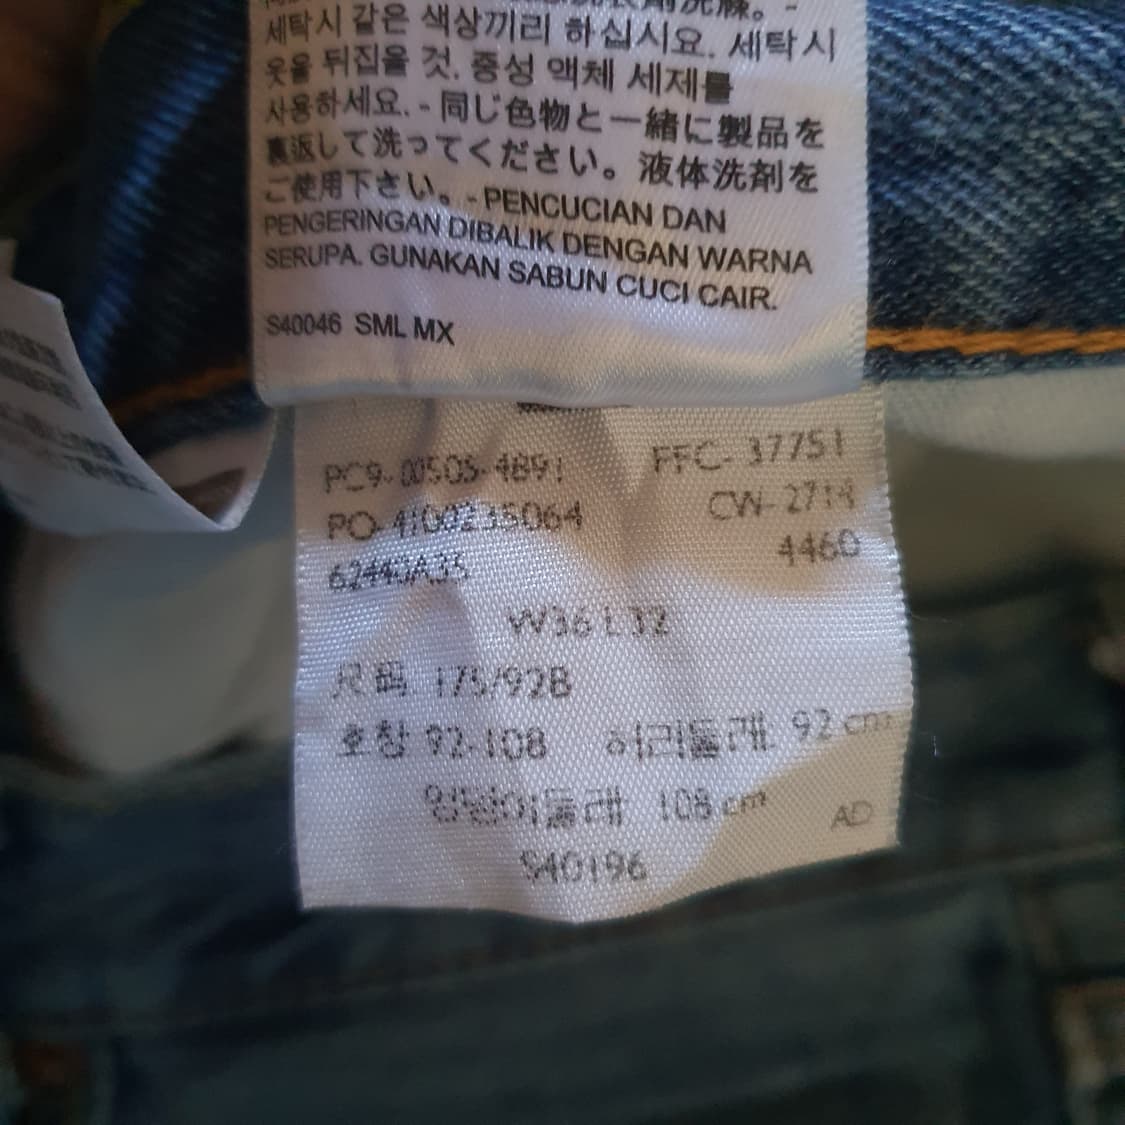 세탁시 같은 색상끼리 하십시요. 세탁시
옷을 뒤집을 것. 중성 액체 세제를
사용하세요. - 同じ色物と一緒に製品を
裏返して洗ってください。液体洗剤を
ご使用下さい。- PENCUCIAN DAN
PENGERINGAN DIBALIK DENGAN WARNA
SERUPA. GUNAKAN SABUN CUCI CAIR.
S40046 SML MX
PC9-00505-4891 FFC-37751
CW-2714
4460
W36 L32
尺码 175/92B
호칭 92-108 허리둘레: 92 cm
엉덩이둘레 108 cm
AD
S40196